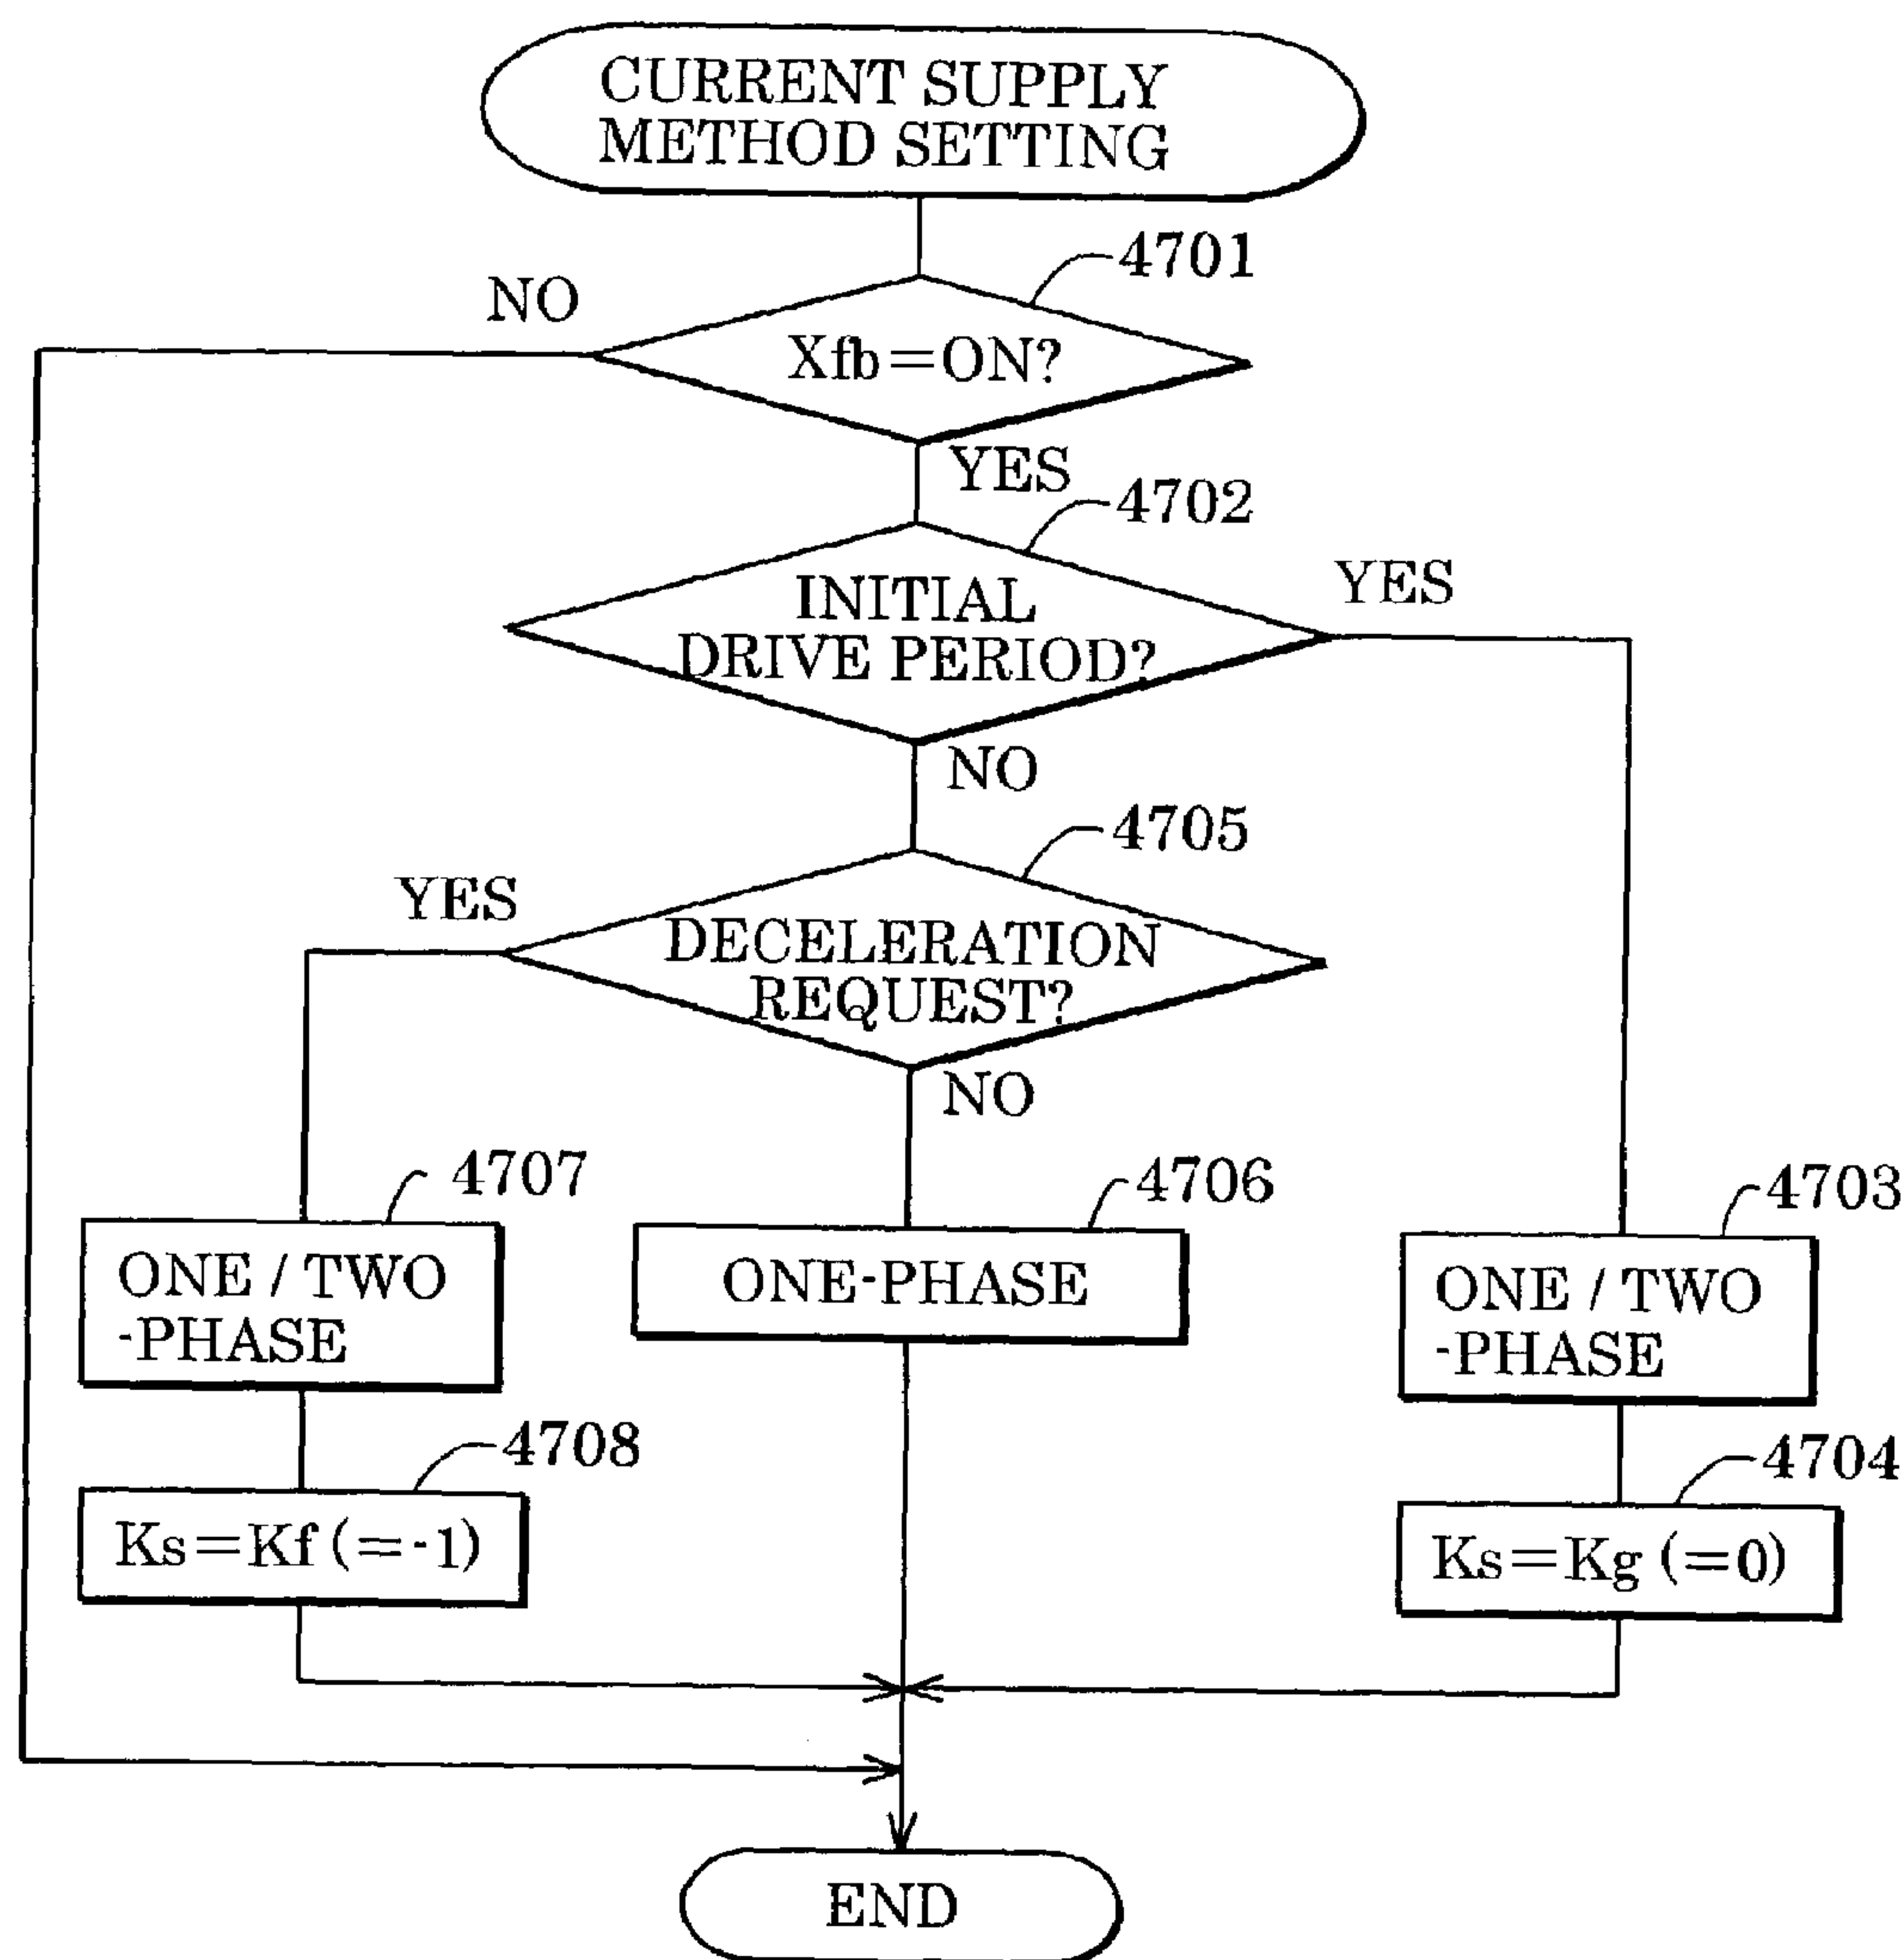 CURRENT SUPPLY
METHOD SETTING
4701
NO
Xfb=ON?
YES
4702
INITIAL
DRIVE PERIOD?
YES
NO
4705
YES
DECELERATION
REQUEST?
NO
4707
4706
4703
ONE / TWO
-PHASE
ONE-PHASE
ONE / TWO
-PHASE
4708
4704
Ks=Kf (=-1)
Ks=Kg (=0)
END